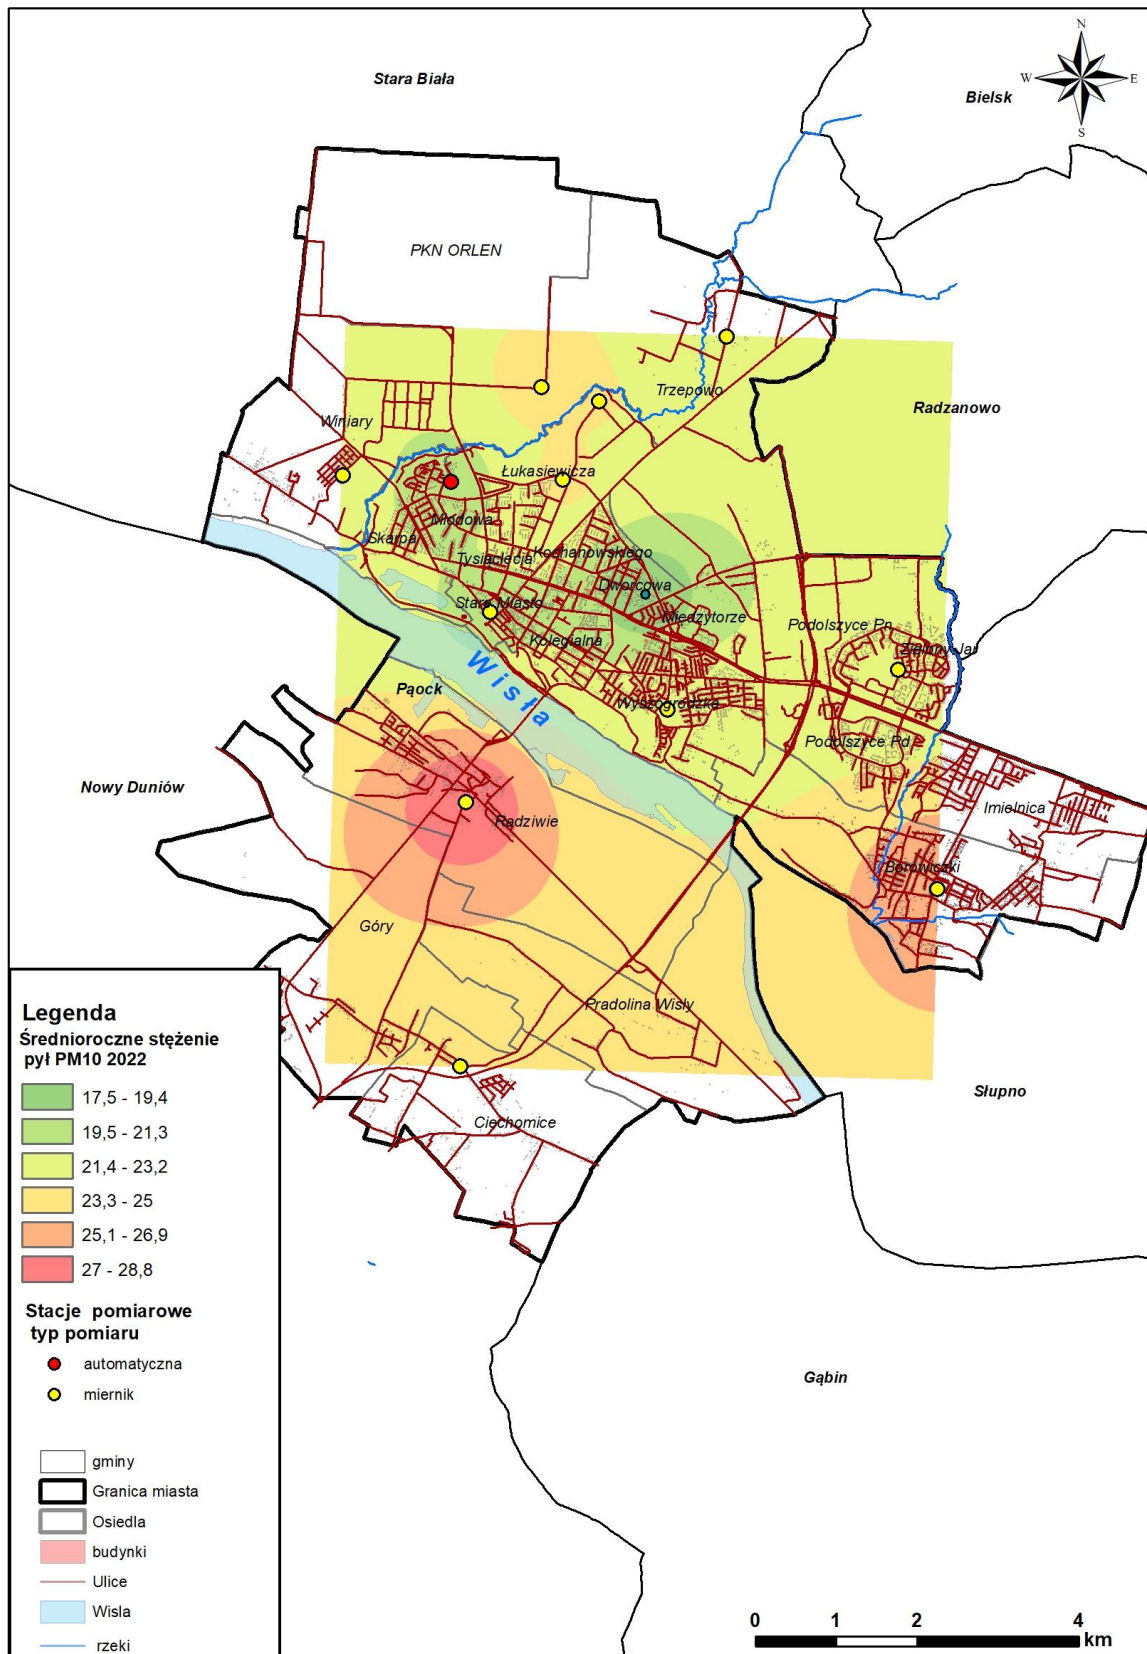 N
W
E
S
Stara Biała
Bielsk
PKN ORLEN
Trzepowo
Radzanowo
Winiary
Łukasiewicza
Młodowa
Skarpa
Kochanowskiego
Tysiąclecia
Dworcowa
Stare Miasto
Międzytorze
Podolszyce Pn
Kolegialna
Zielony Jar
Wisła
Pąock
Wyszogrodzka
Podolszyce Pd
Nowy Duniów
Imielnica
Radziwie
Borowiczki
Góry
Pradolina Wisły
Słupno
Ciechomice
Gąbin
Legenda
Średnioroczne stężenie
pył PM10 2022
17,5 - 19,4
19,5 - 21,3
21,4 - 23,2
23,3 - 25
25,1 - 26,9
27 - 28,8
Stacje pomiarowe
typ pomiaru
automatyczna
miernik
gminy
Granica miasta
Osiedla
budynki
Ulice
Wisla
rzeki
0 1 2 4
km